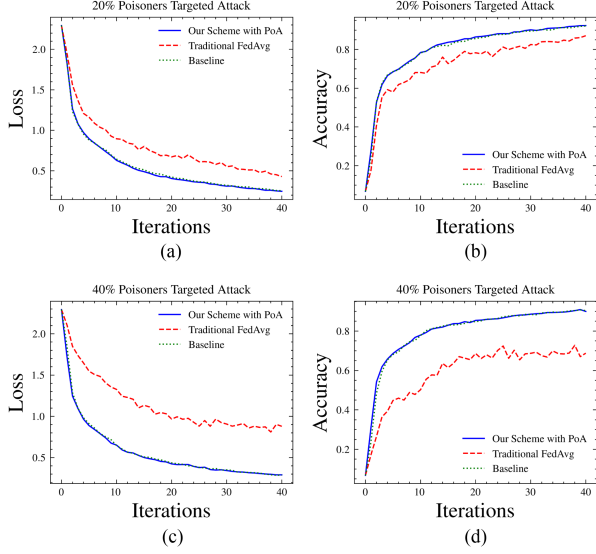 20% Poisoners Targeted Attack
Loss
2.0
1.5
1.0
0.5
Our Scheme with PoA
Traditional FedAvg
Baseline
0 10 20 30 40
Iterations
(a)
20% Poisoners Targeted Attack
Accuracy
0.8
0.6
0.4
0.2
Our Scheme with PoA
Traditional FedAvg
Baseline
0 10 20 30 40
Iterations
(b)
40% Poisoners Targeted Attack
Loss
2.0
1.5
1.0
0.5
Our Scheme with PoA
Traditional FedAvg
Baseline
0 10 20 30 40
Iterations
(c)
40% Poisoners Targeted Attack
Accuracy
0.8
0.6
0.4
0.2
Our Scheme with PoA
Traditional FedAvg
Baseline
0 10 20 30 40
Iterations
(d)